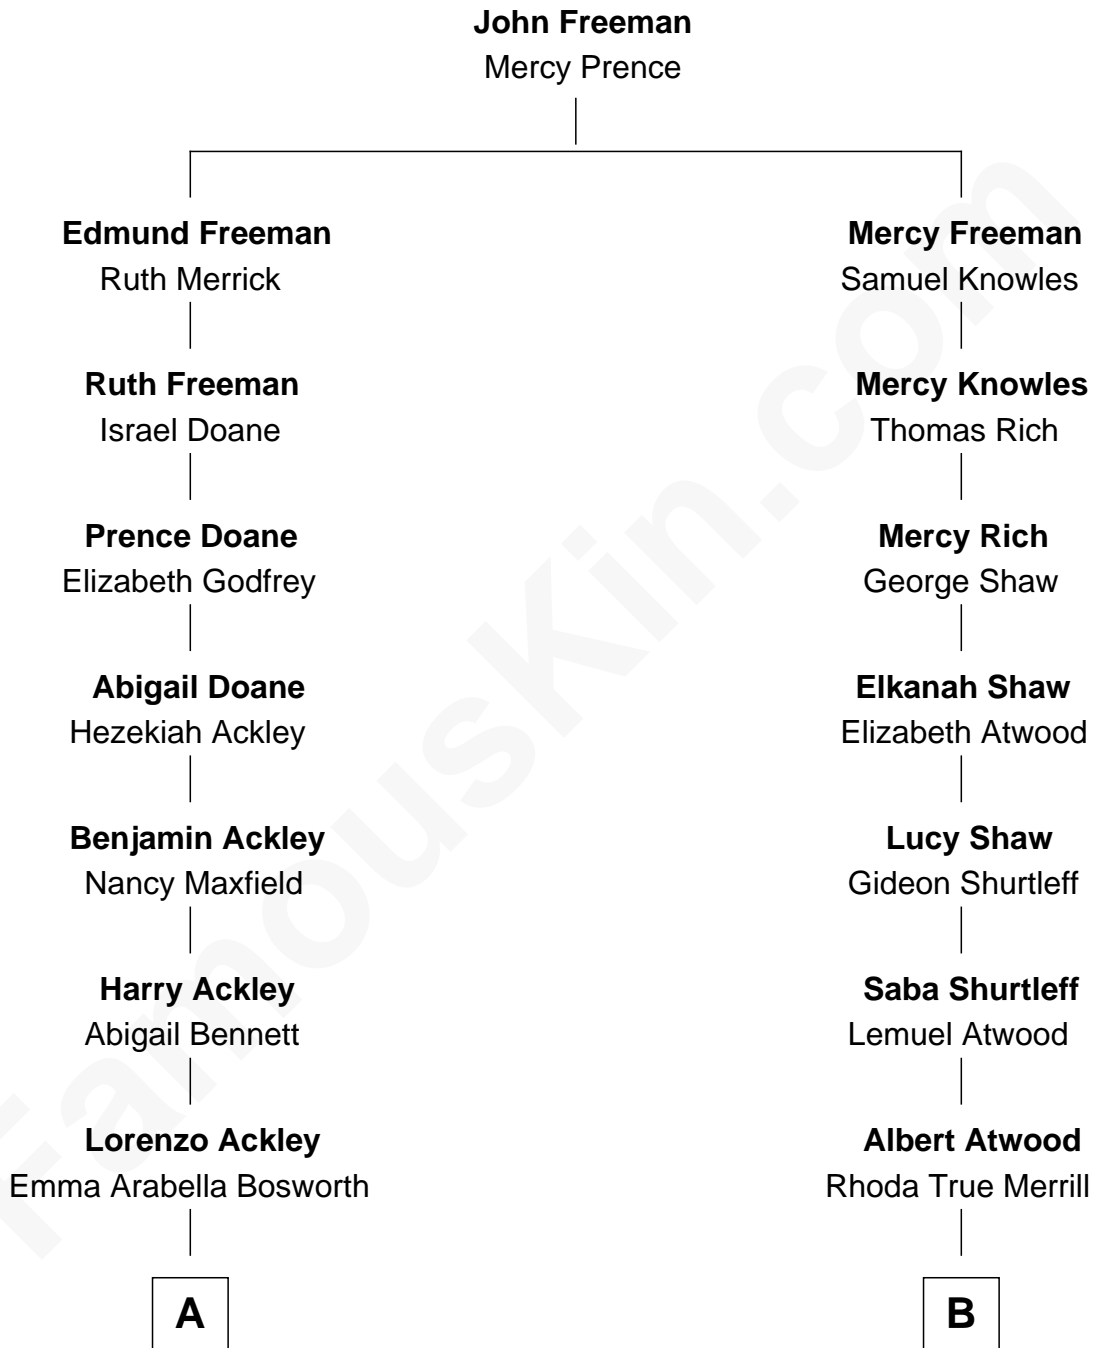 John Freeman
Mercy Prence
Edmund Freeman
Ruth Merrick
Mercy Freeman
Samuel Knowles
Ruth Freeman
Israel Doane
Mercy Knowles
Thomas Rich
Prence Doane
Elizabeth Godfrey
Mercy Rich
George Shaw
Abigail Doane
Hezekiah Ackley
Elkanah Shaw
Elizabeth Atwood
Benjamin Ackley
Nancy Maxfield
Lucy Shaw
Gideon Shurtleff
Harry Ackley
Abigail Bennett
Saba Shurtleff
Lemuel Atwood
Lorenzo Ackley
Emma Arabella Bosworth
Albert Atwood
Rhoda True Merrill
A
B
FamousKin.com